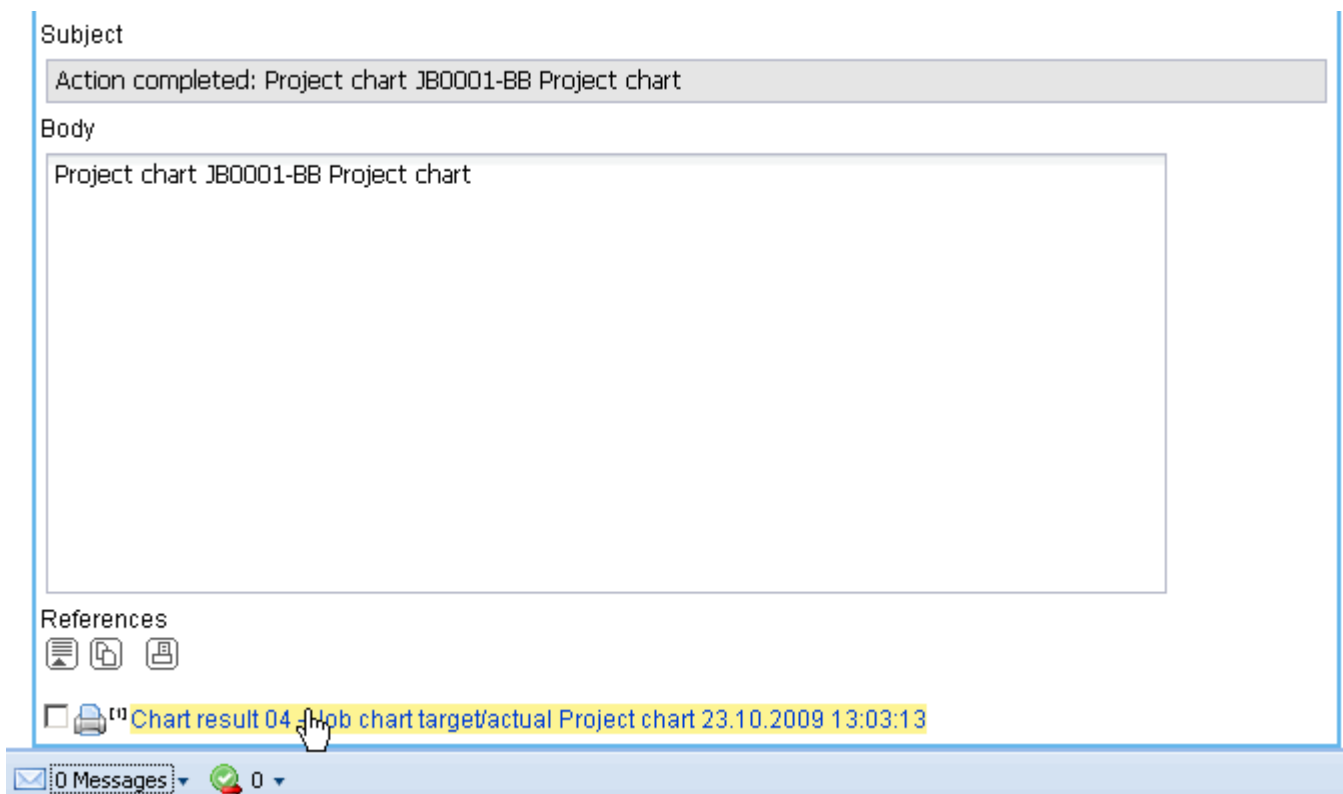 Subject
Action completed: Project chart JB0001-BB Project chart
Body
Project chart JB0001-BB Project chart
References
[1] Chart result 04 - Job chart target/actual Project chart 23.10.2009 13:03:13
0 Messages 0